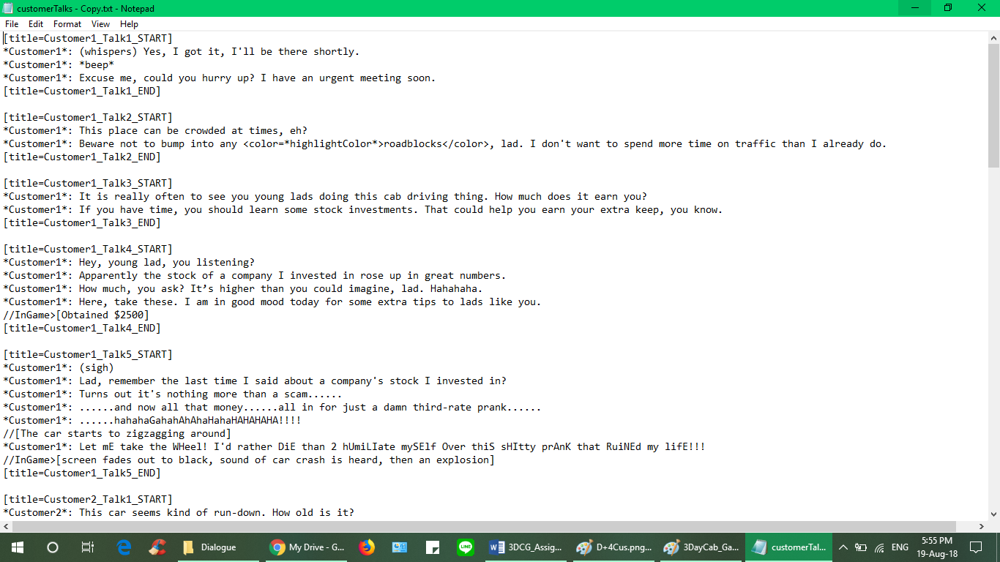 customerTalks - Copy.txt - Notepad
File Edit Format View Help
[title=Customer1_Talk1_START]
*Customer1*: (whispers) Yes, I got it, I'll be there shortly.
*Customer1*: *beep*
*Customer1*: Excuse me, could you hurry up? I have an urgent meeting soon.
[title=Customer1_Talk1_END]
[title=Customer1_Talk2_START]
*Customer1*: This place can be crowded at times, eh?
*Customer1*: Beware not to bump into any <color=*highlightColor*>roadblocks</color>, lad. I don't want to spend more time on traffic than I already do.
[title=Customer1_Talk2_END]
[title=Customer1_Talk3_START]
*Customer1*: It is really often to see you young lads doing this cab driving thing. How much does it earn you?
*Customer1*: If you have time, you should learn some stock investments. That could help you earn your extra keep, you know.
[title=Customer1_Talk3_END]
[title=Customer1_Talk4_START]
*Customer1*: Hey, young lad, you listening?
*Customer1*: Apparently the stock of a company I invested in rose up in great numbers.
*Customer1*: How much, you ask? It’s higher than you could imagine, lad. Hahahaha.
*Customer1*: Here, take these. I am in good mood today for some extra tips to lads like you.
//InGame>[Obtained $2500]
[title=Customer1_Talk4_END]
[title=Customer1_Talk5_START]
*Customer1*: (sigh)
*Customer1*: Lad, remember the last time I said about a company's stock I invested in?
*Customer1*: Turns out it's nothing more than a scam......
*Customer1*: ......and now all that money......all in for just a damn third-rate prank......
*Customer1*: ......hahahaGahahAhAhaHahaHAHAHAHA!!!!
//[The car starts to zigzagging around]
*Customer1*: Let mE take the WHeel! I'd rather DiE than 2 hUmiLIate mySElf Over thiS sHItty prAnK that RuiNEd my lifE!!!
//InGame>[screen fades out to black, sound of car crash is heard, then an explosion]
[title=Customer1_Talk5_END]
[title=Customer2_Talk1_START]
*Customer2*: This car seems kind of run-down. How old is it?
Dialogue My Drive - G... LINE 3DCG_Assig... D+4Cus.png... 3DayCab_Ga... customerTal... ENG 5:55 PM
19-Aug-18